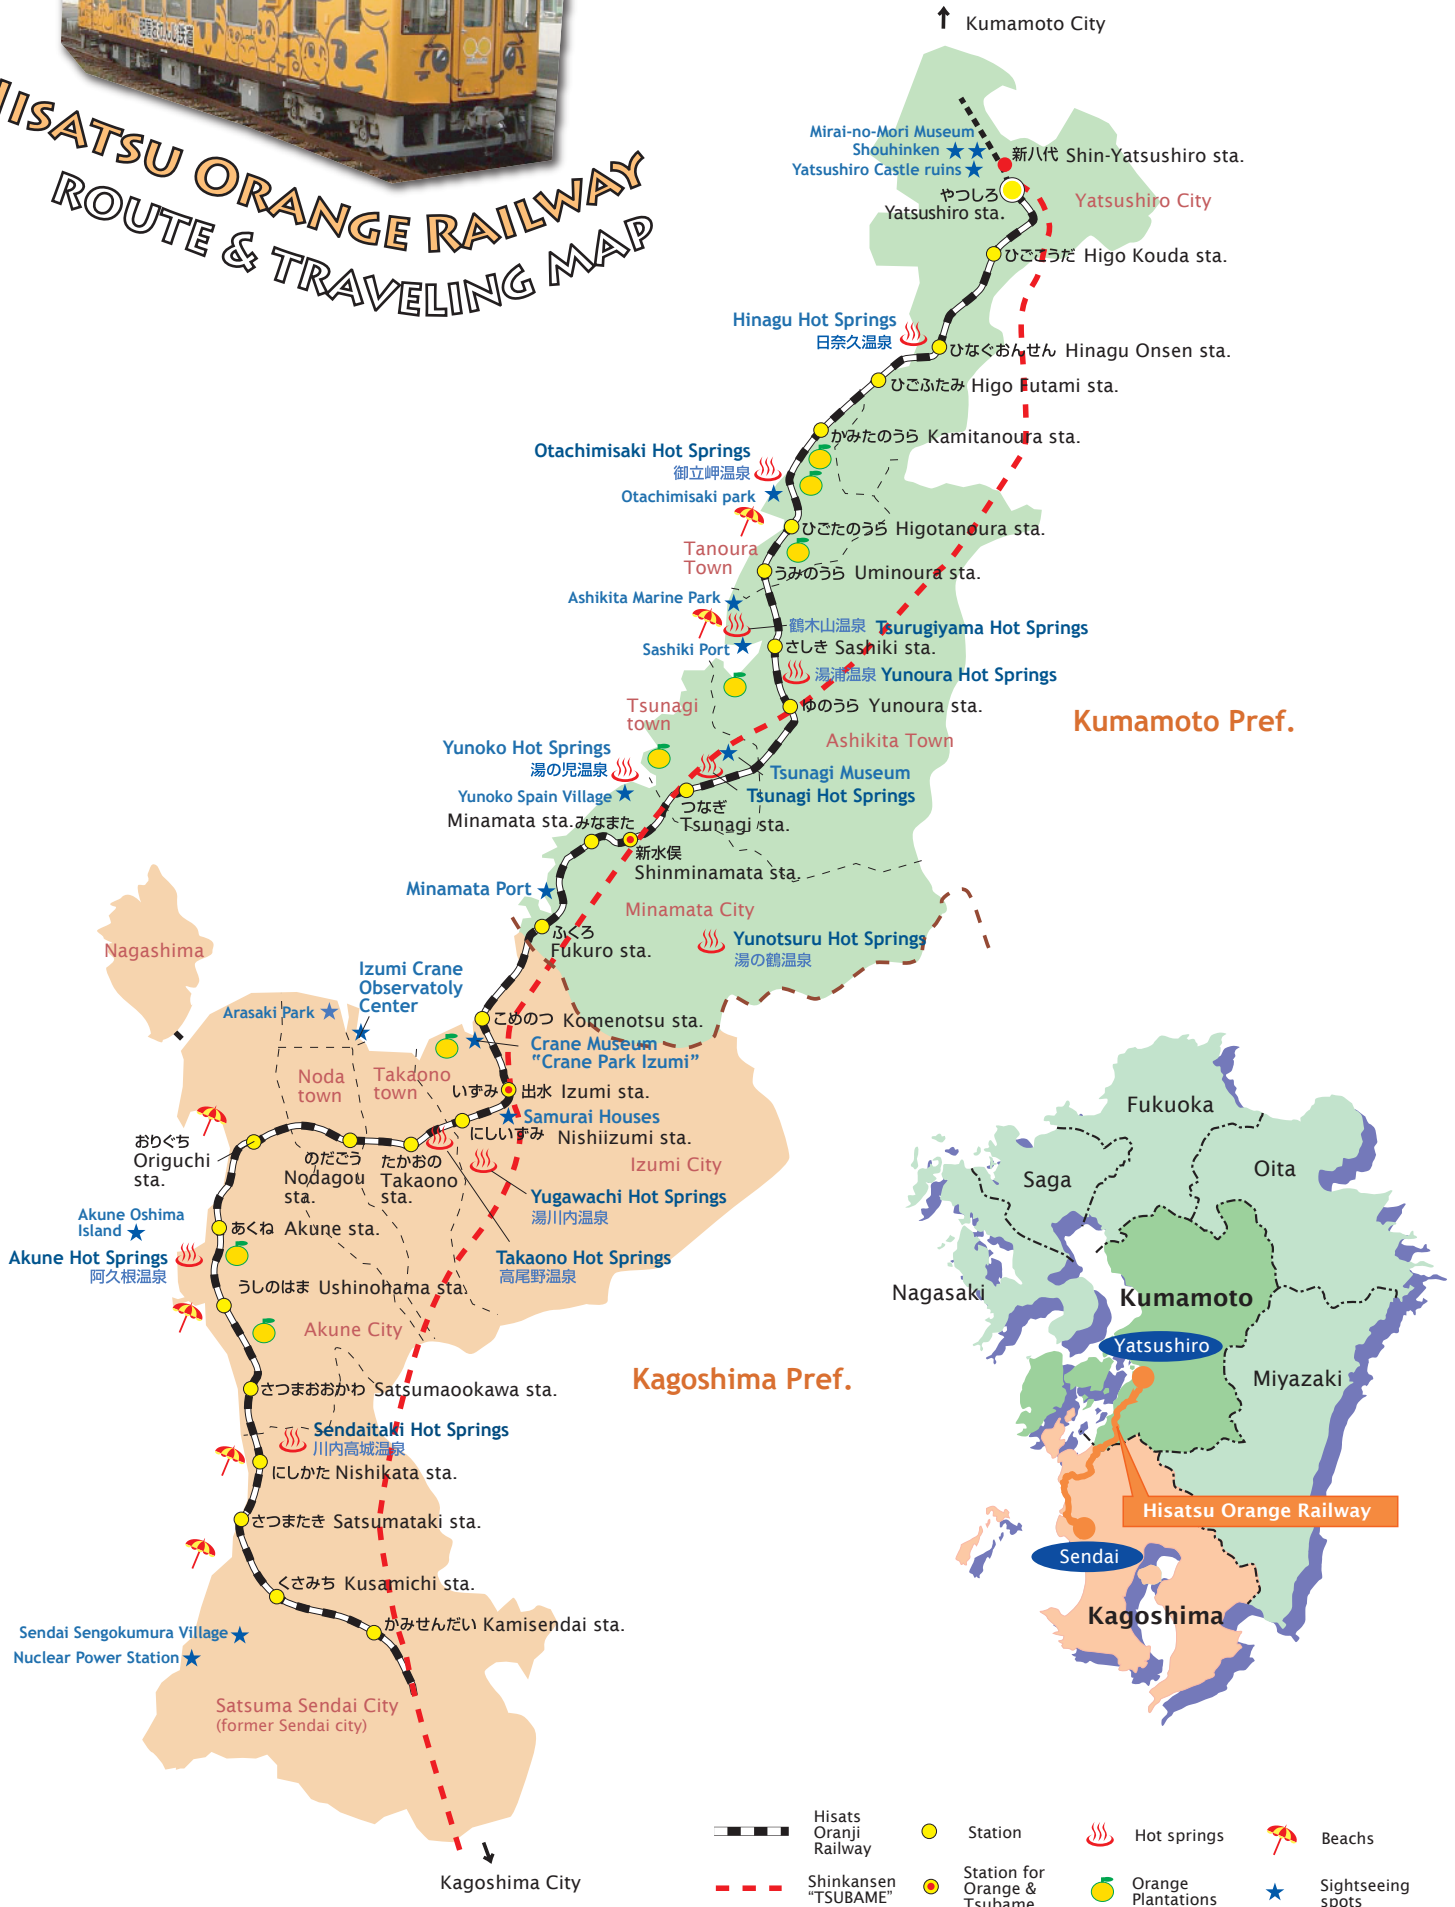 肥薩おれんじ鉄道
HISATSU ORANGE RAILWAY
ROUTE & TRAVELING MAP
Kumamoto City
Mirai-no-Mori Museum
Shouhinken
Yatsushiro Castle ruins
新八代 Shin-Yatsushiro sta.
やつしろ
Yatsushiro sta.
Yatsushiro City
ひごこうだ Higo Kouda sta.
Hinagu Hot Springs
日奈久温泉
ひなぐおんせん Hinagu Onsen sta.
ひごふたみ Higo Futami sta.
かみたのうら Kamitanoura sta.
Otachimisaki Hot Springs
御立岬温泉
Otachimisaki park
ひごたのうら Higotanoura sta.
Tanoura
Town
うみのうら Uminoura sta.
Ashikita Marine Park
鶴木山温泉 Tsurugiyama Hot Springs
Sashiki Port
さしき Sashiki sta.
湯浦温泉 Yunoura Hot Springs
ゆのうら Yunoura sta.
Tsunagi
town
Kumamoto Pref.
Ashikita Town
Yunoko Hot Springs
湯の児温泉
Tsunagi Museum
Yunoko Spain Village
Tsunagi Hot Springs
つなぎ
Tsunagi sta.
Minamata sta. みなまた
新水俣
Shinminamata sta.
Minamata Port
Minamata City
ふくろ
Fukuro sta.
Yunotsuru Hot Springs
湯の鶴温泉
Nagashima
Izumi Crane
Observatoly
Center
Arasaki Park
こめのつ Komenotsu sta.
Crane Museum
“Crane Park Izumi”
Noda
town
Takaono
town
いずみ 出水 Izumi sta.
Samurai Houses
にしいずみ Nishiizumi sta.
おりぐち
Origuchi
sta.
のだごう
Nodagou
sta.
たかおの
Takaono
sta.
Izumi City
Yugawachi Hot Springs
湯川内温泉
Akune Oshima
Island
あくね Akune sta.
Akune Hot Springs
阿久根温泉
Takaono Hot Springs
高尾野温泉
うしのはま Ushinohama sta.
Akune City
Kagoshima Pref.
さつまおおかわ Satsumaookawa sta.
Sendaitaki Hot Springs
川内高城温泉
にしかた Nishikata sta.
さつまたき Satsumataki sta.
くさみち Kusamichi sta.
かみせんだい Kamisendai sta.
Sendai Sengokumura Village
Nuclear Power Station
Satsuma Sendai City
(former Sendai city)
Kagoshima City
Fukuoka
Saga
Oita
Nagasaki
Kumamoto
Yatsushiro
Miyazaki
Hisatsu Orange Railway
Sendai
Kagoshima
Hisats
Oranji
Railway
Station
Hot springs
Beachs
Shinkansen
“TSUBAME”
Station for
Orange &
Tsubame
Orange
Plantations
Sightseeing
spots